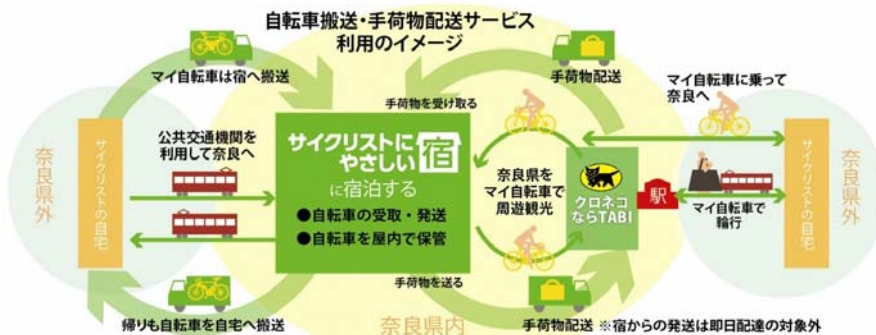 自転車搬送・手荷物配送サービス
利用のイメージ
マイ自転車は宿へ搬送
手荷物配送
マイ自転車に乗って
奈良へ
手荷物を受け取る
奈良県外
サイクリストの自宅
公共交通機関を
利用して奈良へ
サイクリストに
やさしい宿
に宿泊する
●自転車の受取・発送
●自転車を屋内で保管
奈良県を
マイ自転車で
周遊観光
クロネコ
ならTABI
駅
マイ自転車で
輪行
サイクリストの自宅
奈良県外
手荷物を送る
帰りも自転車を自宅へ搬送
奈良県内
手荷物配送 ※宿からの発送は即日配達の対象外